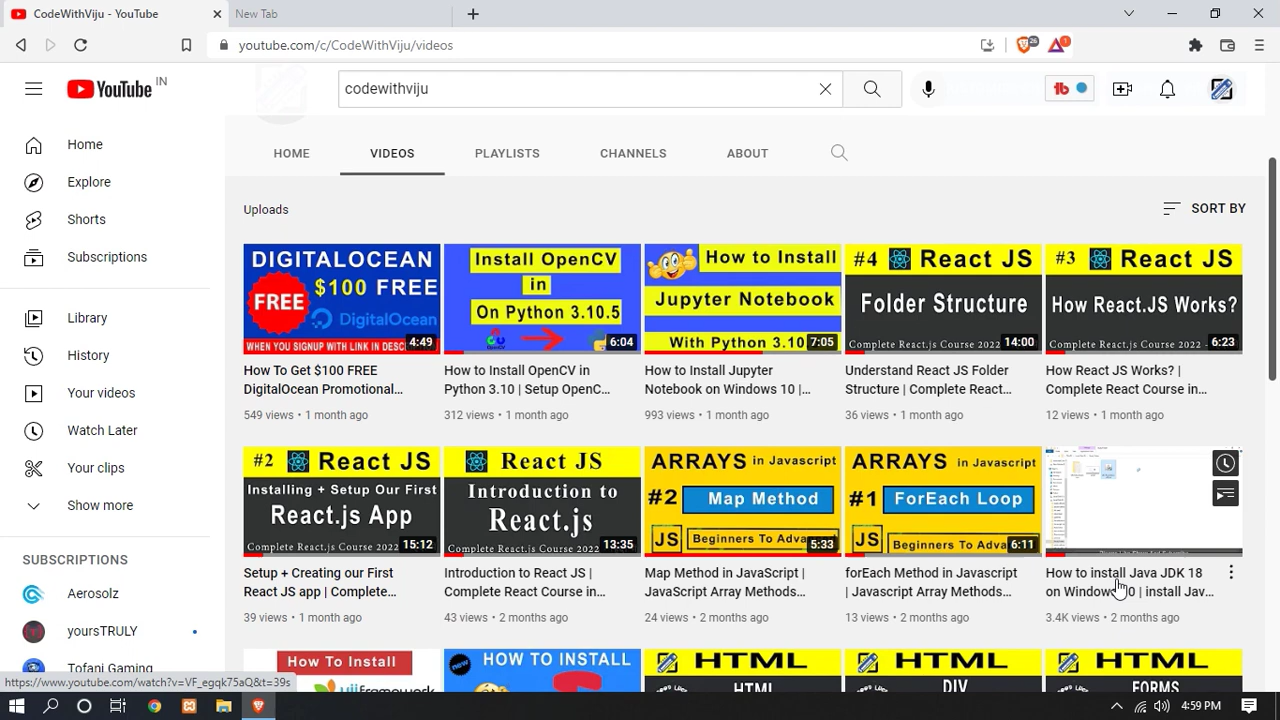 CodeWithViju - YouTube
New Tab
youtube.com/c/CodeWithViju/videos
26
1
YouTube IN
codewithviju
Home
Explore
Shorts
Subscriptions
Library
History
Your videos
Watch Later
Your clips
Show more
SUBSCRIPTIONS
Aerosolz
yoursTRULY
Tofani Gaming
HOME
VIDEOS
PLAYLISTS
CHANNELS
ABOUT
Uploads
SORT BY
DIGITALOCEAN
FREE
$100 FREE
DigitalOcean
WHEN YOU SIGNUP WITH LINK IN DESC
4:49
How To Get $100 FREE
DigitalOcean Promotional...
549 views • 1 month ago
Install OpenCV
in
On Python 3.10.5
6:04
How to Install OpenCV in
Python 3.10 | Setup OpenC...
312 views • 1 month ago
How to Install
Jupyter Notebook
With Python 3.10
7:05
How to Install Jupyter
Notebook on Windows 10 |...
993 views • 1 month ago
#4 React JS
Folder Structure
Complete React.js Course 2022
14:00
Understand React JS Folder
Structure | Complete React...
36 views • 1 month ago
#3 React JS
How React.JS Works?
Complete React.js Course 2022
6:23
How React JS Works? |
Complete React Course in...
12 views • 1 month ago
#2 React JS
Installing + Setup Our First
React.js App
Complete React.js Course 2022
15:12
Setup + Creating our First
React JS app | Complete...
39 views • 1 month ago
React JS
Introduction to
React.js
Complete React.js Course 2022
13:35
Introduction to React JS |
Complete React Course in...
43 views • 2 months ago
ARRAYS in Javascript
#2 Map Method
JS Beginners To Adva
5:33
Map Method in JavaScript |
JavaScript Array Methods...
24 views • 2 months ago
ARRAYS in Javascript
#1 ForEach Loop
JS Beginners To Adva
6:11
forEach Method in Javascript
| Javascript Array Methods...
13 views • 2 months ago
How to install Java JDK 18
on Windows 10 | install Jav...
3.4K views • 2 months ago
How To Install
yiiframework
HOW TO INSTALL
HTML
HTML
HTML
DIV
HTML
FORMS
https://www.youtube.com/watch?v=VF_egqk75aQ&t=39s
4:59 PM